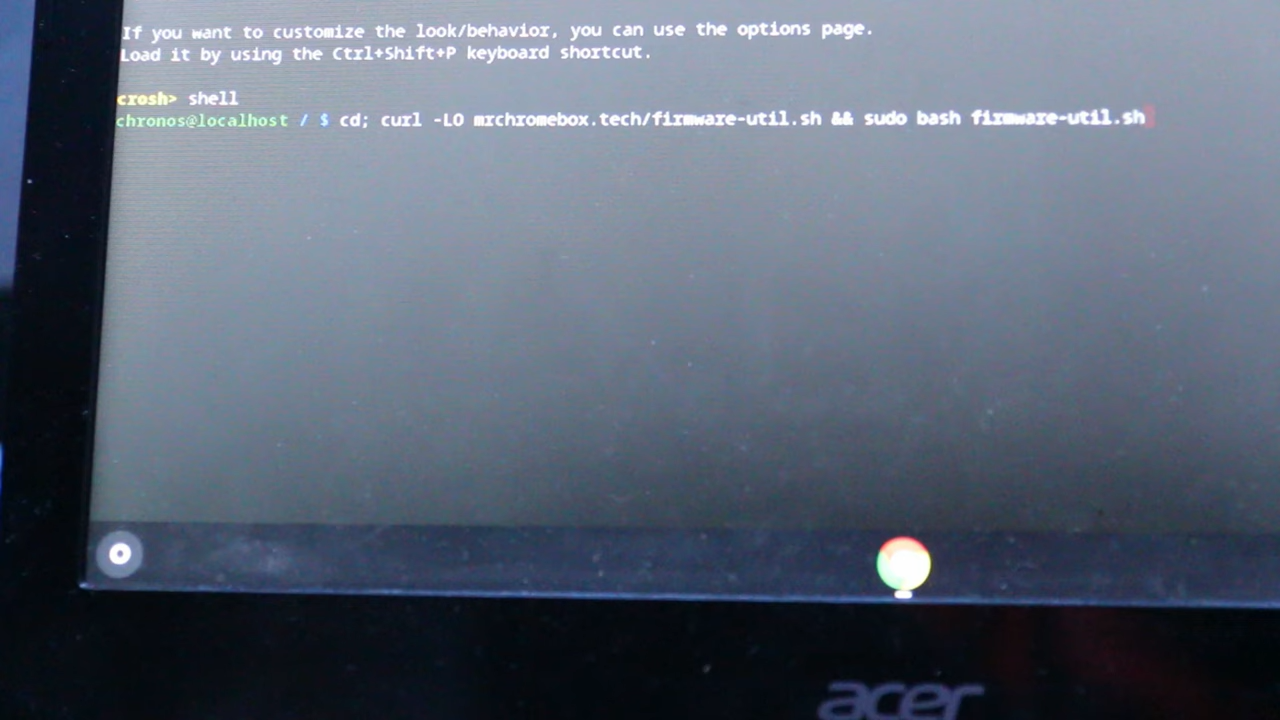 If you want to customize the look/behavior, you can use the options page.
Load it by using the Ctrl+Shift+P keyboard shortcut.
crosh> shell
chronos@localhost / $ cd; curl -LO mrchromebox.tech/firmware-util.sh && sudo bash firmware-util.sh
acer